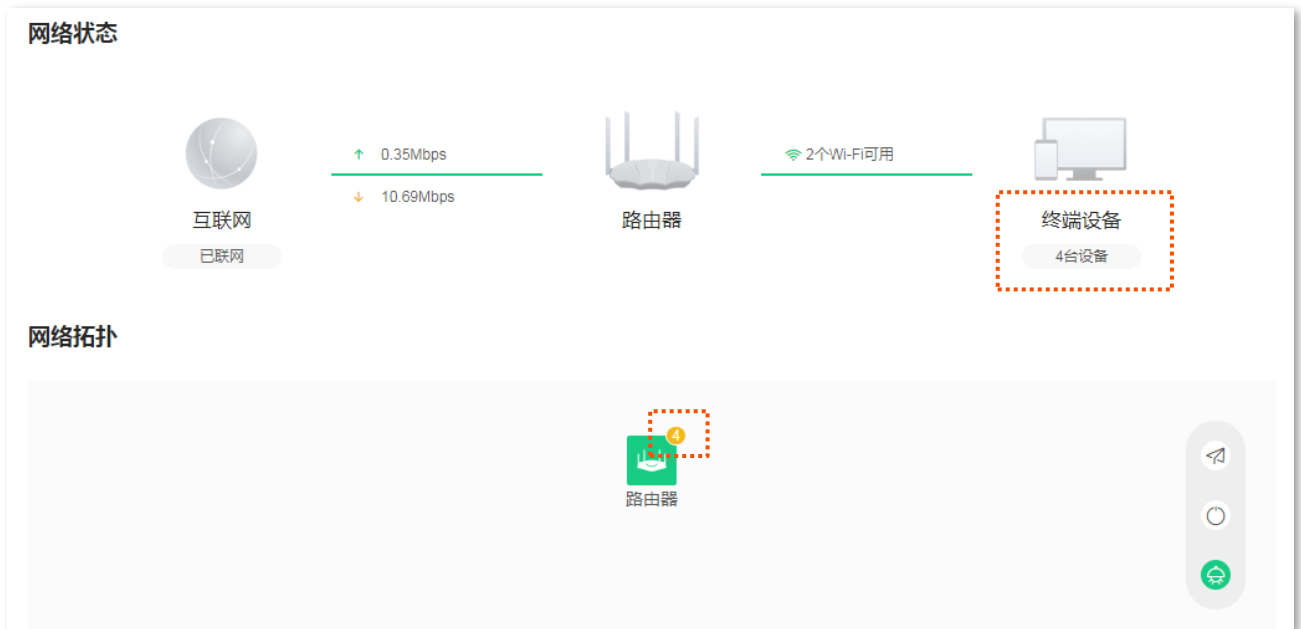 网络状态
0.35Mbps
2个Wi-Fi可用
10.69Mbps
互联网
路由器
终端设备
已联网
4台设备
网络拓扑
4
路由器